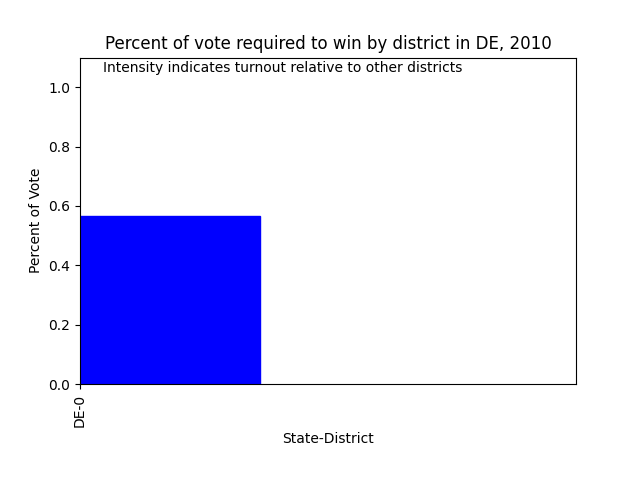 Percent of vote required to win by district in DE, 2010
Intensity indicates turnout relative to other districts
1.0
0.8
0.6
0.4
0.2
0.0
Percent of Vote
DE-0
State-District